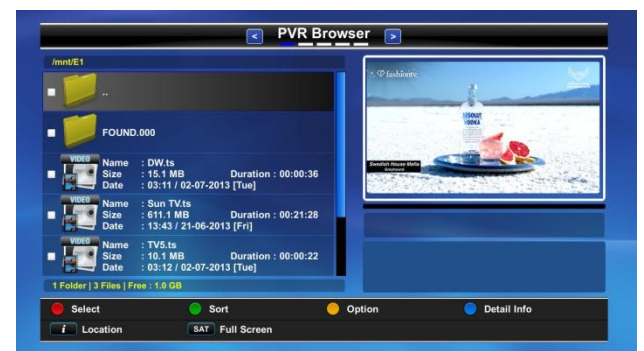 < PVR Browser >
/mnt/E1
..
FOUND.000
VIDEO Name : DW.ts
Size : 15.1 MB Duration : 00:00:36
Date : 03:11 / 02-07-2013 [Tue]
VIDEO Name : Sun TV.ts
Size : 611.1 MB Duration : 00:21:28
Date : 13:43 / 21-06-2013 [Fri]
VIDEO Name : TV5.ts
Size : 10.1 MB Duration : 00:00:22
Date : 03:12 / 02-07-2013 [Tue]
1 Folder | 3 Files | Free : 1.0 GB
fashiontv
ABSOLUT
VODKA
Swedish House Mafia
Greyhound
Select Sort Option Detail Info
i Location SAT Full Screen